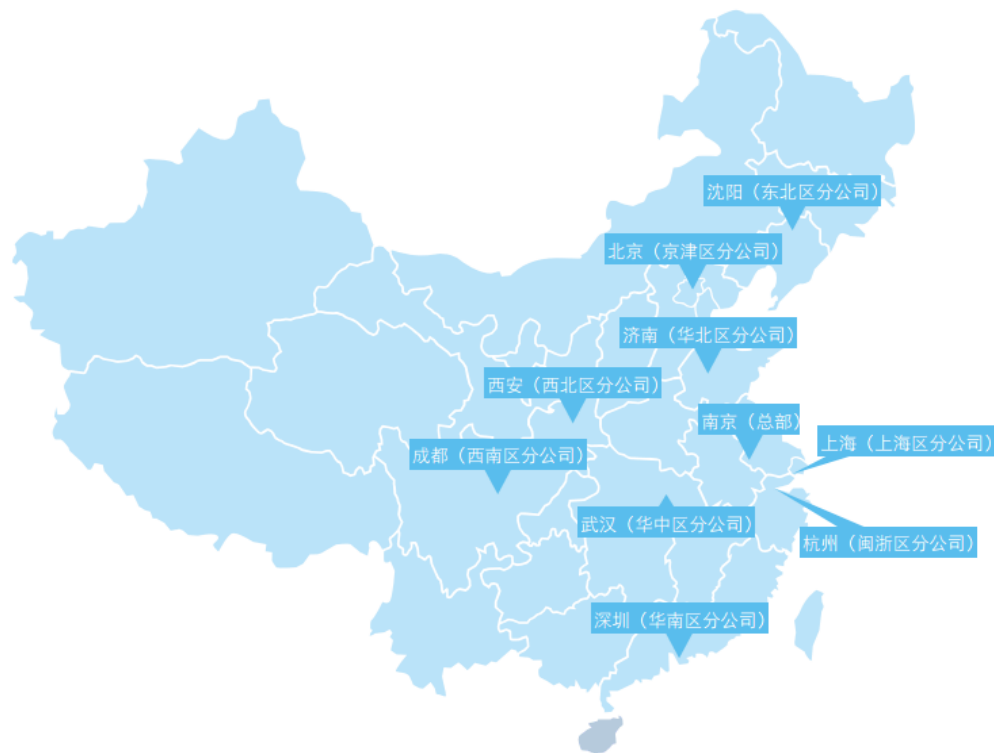 沈阳（东北区分公司）
北京（京津区分公司）
济南（华北区分公司）
西安（西北区分公司）
南京（总部）
上海（上海区分公司）
成都（西南区分公司）
武汉（华中区分公司）
杭州（闽浙区分公司）
深圳（华南区分公司）